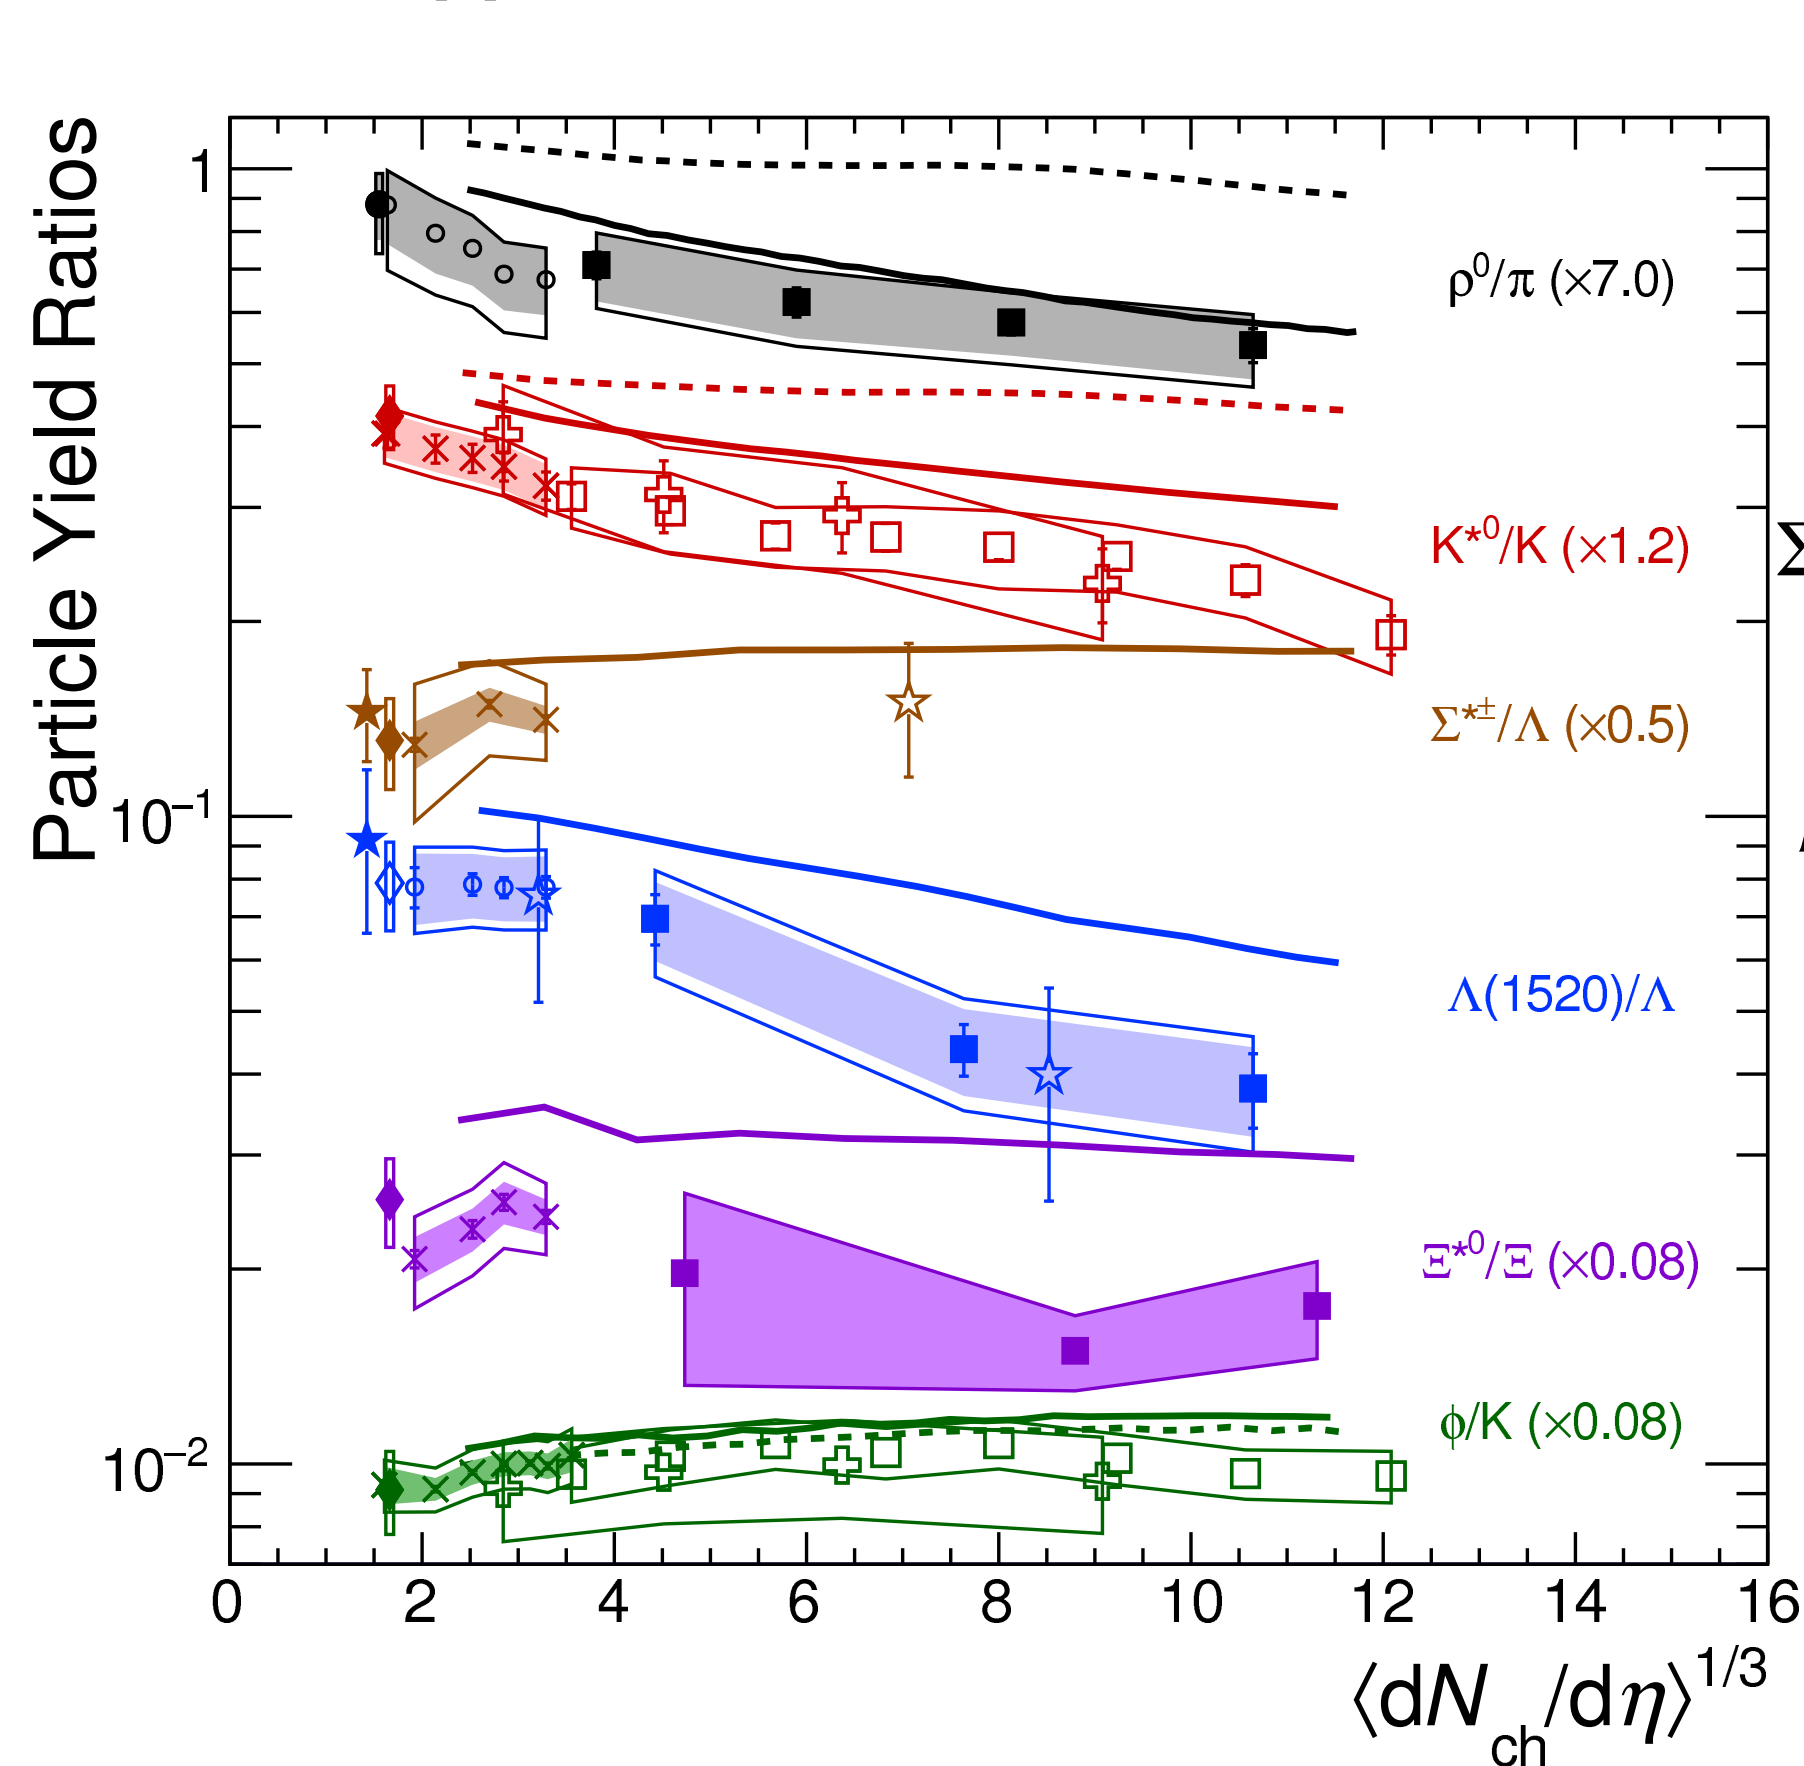 Particle Yield Ratios
1
ρ⁰/π (×7.0)
K*⁰/K (×1.2)
Σ
Σ*±/Λ (×0.5)
10⁻¹
Λ(1520)/Λ
Ξ*⁰/Ξ (×0.08)
ϕ/K (×0.08)
10⁻²
0 2 4 6 8 10 12 14 16
⟨dN_ch/dη⟩^1/3